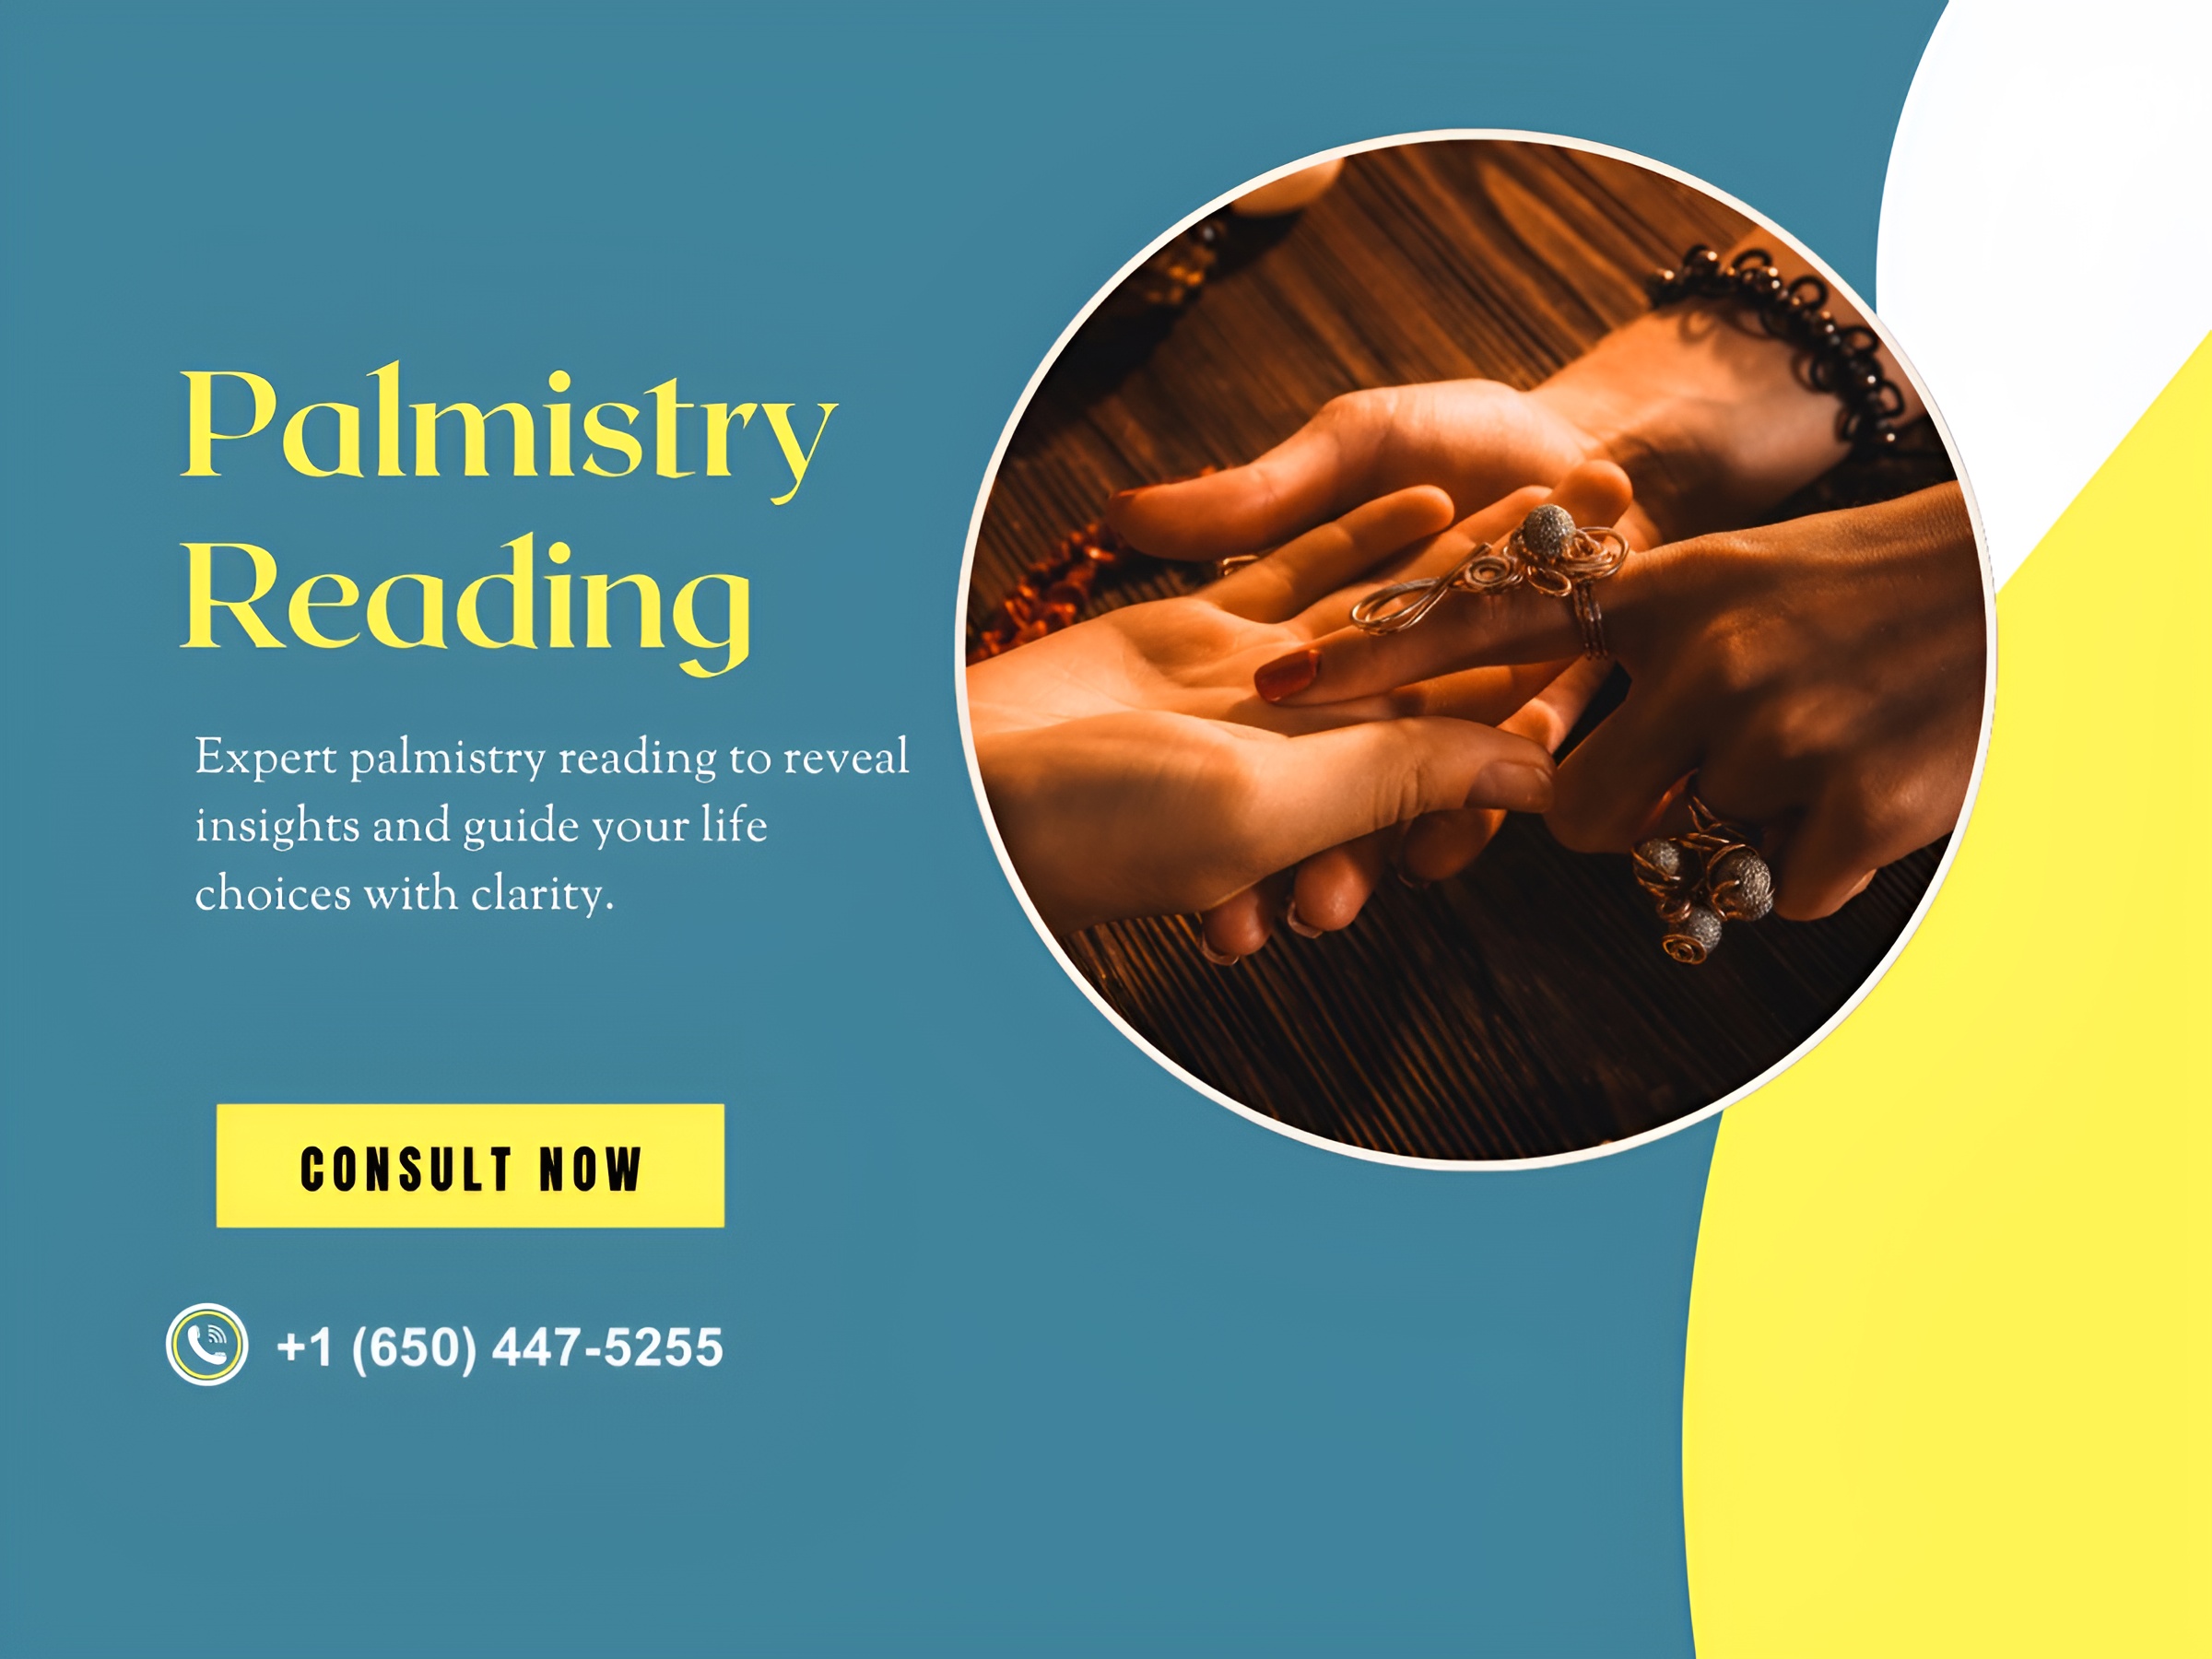 Palmistry
Reading
Expert palmistry reading to reveal
insights and guide your life
choices with clarity.
CONSULT NOW
+1 (650) 447-5255